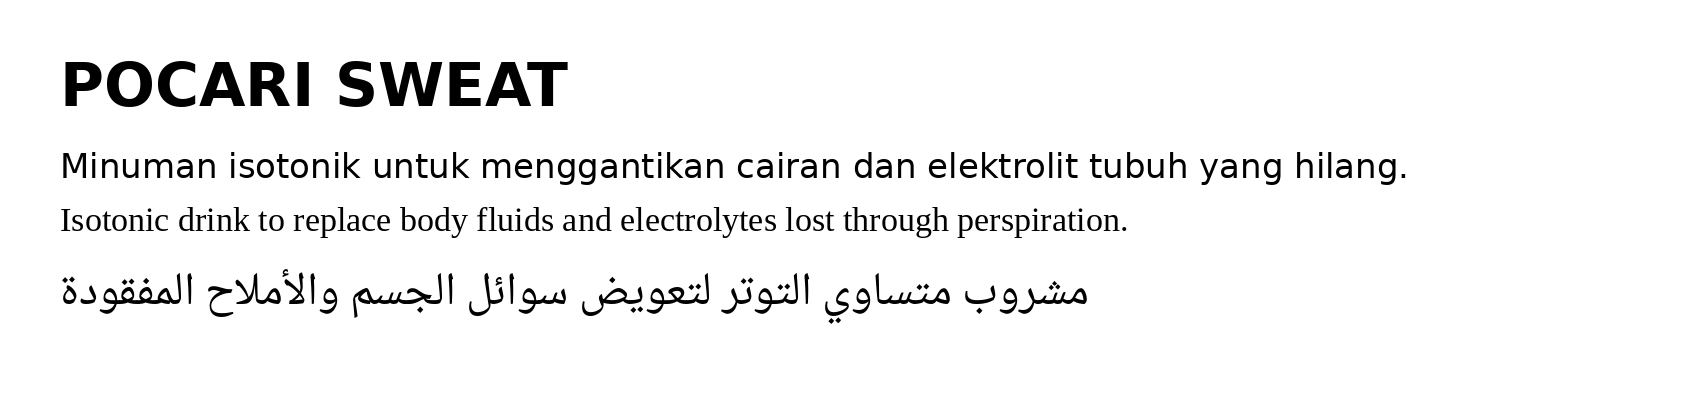 POCARI SWEAT
Minuman isotonik untuk menggantikan cairan dan elektrolit tubuh yang hilang.
Isotonic drink to replace body fluids and electrolytes lost through perspiration.
مشروب متساوي التوتر لتعويض سوائل الجسم والأملاح المفقودة